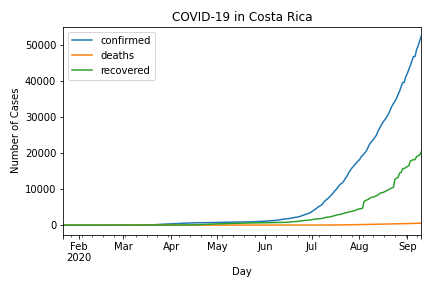 COVID-19 in Costa Rica
confirmed
deaths
recovered
Number of Cases
50000
40000
30000
20000
10000
0
Feb Mar Apr May Jun Jul Aug Sep
2020
Day